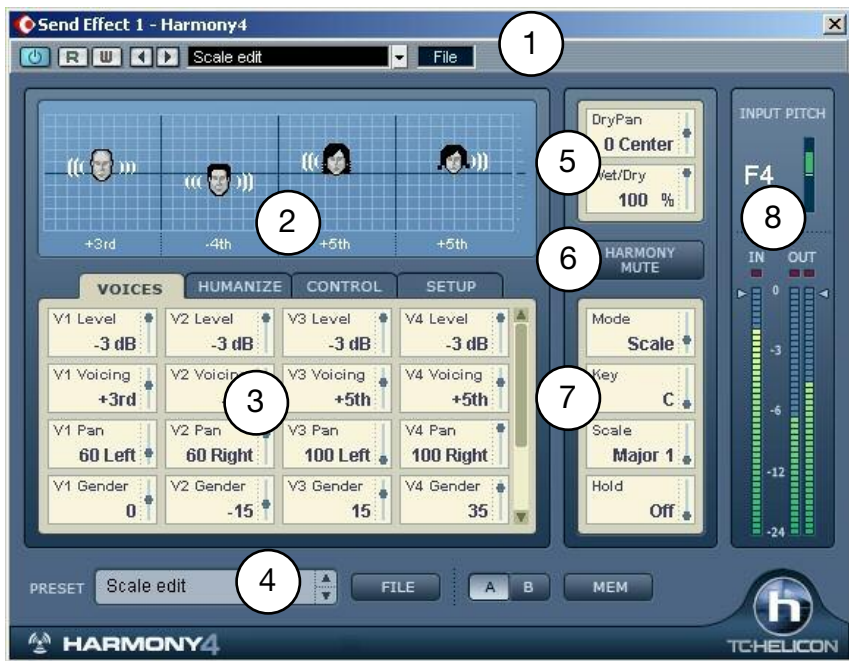 Send Effect 1 - Harmony4
R W Scale edit File
1
+3rd -4th +5th +5th
2
VOICES HUMANIZE CONTROL SETUP
V1 Level V2 Level V3 Level V4 Level
-3 dB -3 dB -3 dB -3 dB
V1 Voicing V2 Voicing V3 Voicing V4 Voicing
+3rd +5th +5th
3
V1 Pan V2 Pan V3 Pan V4 Pan
60 Left 60 Right 100 Left 100 Right
V1 Gender V2 Gender V3 Gender V4 Gender
0 -15 15 35
DryPan
0 Center
5
Wet/Dry
100 %
6
HARMONY
MUTE
Mode
Scale
7
Key
C
Scale
Major 1
Hold
Off
INPUT PITCH
F4
8
IN OUT
0
-3
-6
-12
-24
PRESET Scale edit 4 FILE A B MEM
HARMONY4
h
TC·HELICON